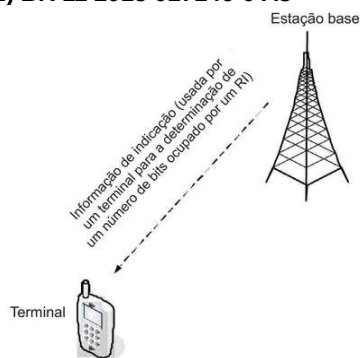 Estação base
Informação de indicação (usada por
um terminal para a determinação de
um número de bits ocupado por um RI)
Terminal